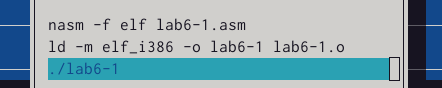 nasm -f elf lab6-1.asm
ld -m elf_i386 -o lab6-1 lab6-1.o
./lab6-1